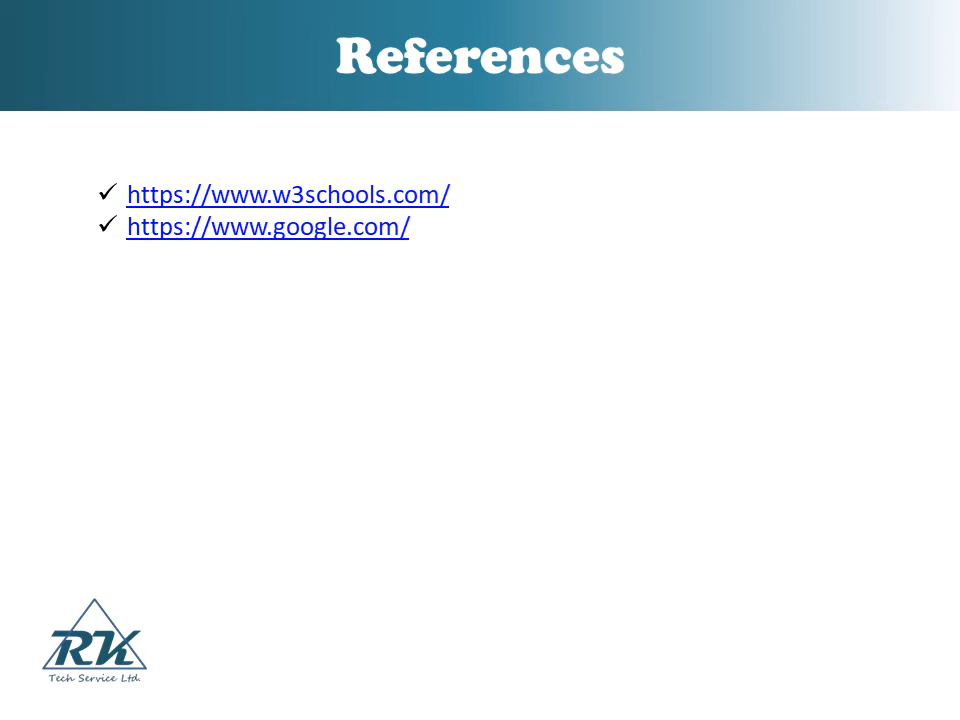 References
✓ https://www.w3schools.com/
✓ https://www.google.com/
RK
Tech Service Ltd.